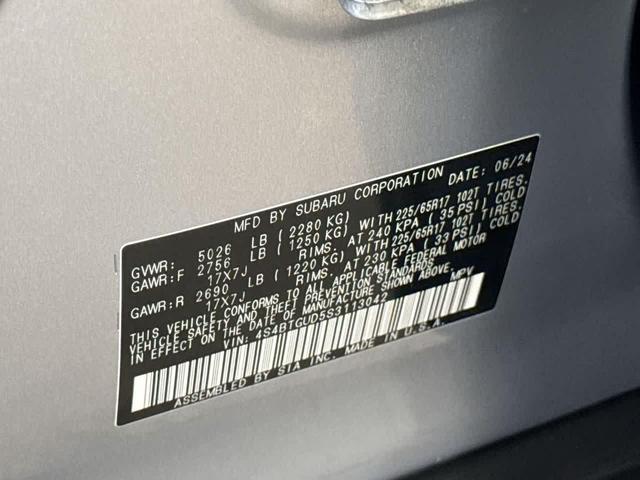 MFD BY SUBARU CORPORATION DATE: 06/24
GVWR: 5026 LB (2280 KG)
GAWR:F 2756 LB (1250 KG) WITH 225/65R17 102T TIRES,
17X7J RIMS, AT 240 KPA (35 PSI) COLD
GAWR:R 2690 LB (1220 KG) WITH 225/65R17 102T TIRES,
17X7J RIMS, AT 230 KPA (33 PSI) COLD
THIS VEHICLE CONFORMS TO ALL APPLICABLE FEDERAL MOTOR
VEHICLE SAFETY AND THEFT PREVENTION STANDARDS
IN EFFECT ON THE DATE OF MANUFACTURE SHOWN ABOVE.
VIN: 4S4BTGUD5S3113042 MPV
ASSEMBLED BY SIA INC. MADE IN U.S.A.